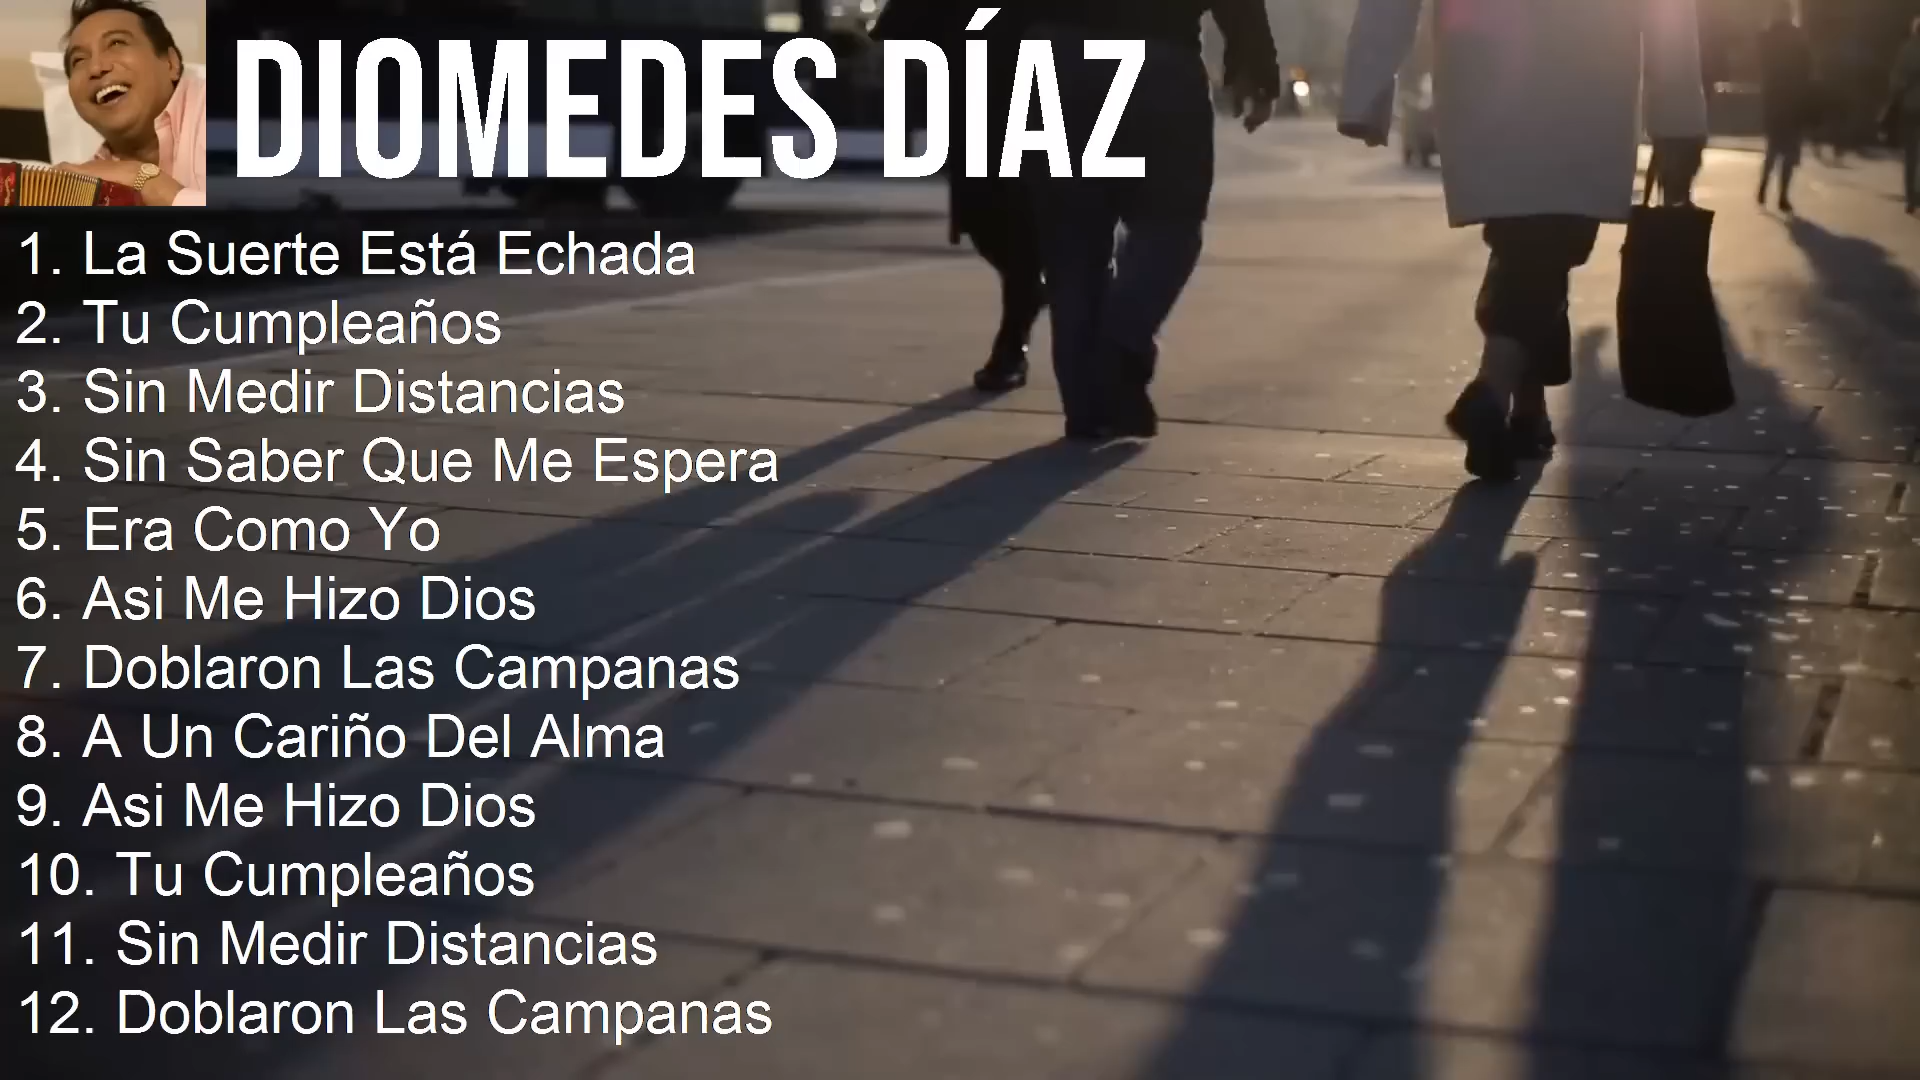 DIOMEDES DÍAZ
1. La Suerte Está Echada
2. Tu Cumpleaños
3. Sin Medir Distancias
4. Sin Saber Que Me Espera
5. Era Como Yo
6. Asi Me Hizo Dios
7. Doblaron Las Campanas
8. A Un Cariño Del Alma
9. Asi Me Hizo Dios
10. Tu Cumpleaños
11. Sin Medir Distancias
12. Doblaron Las Campanas